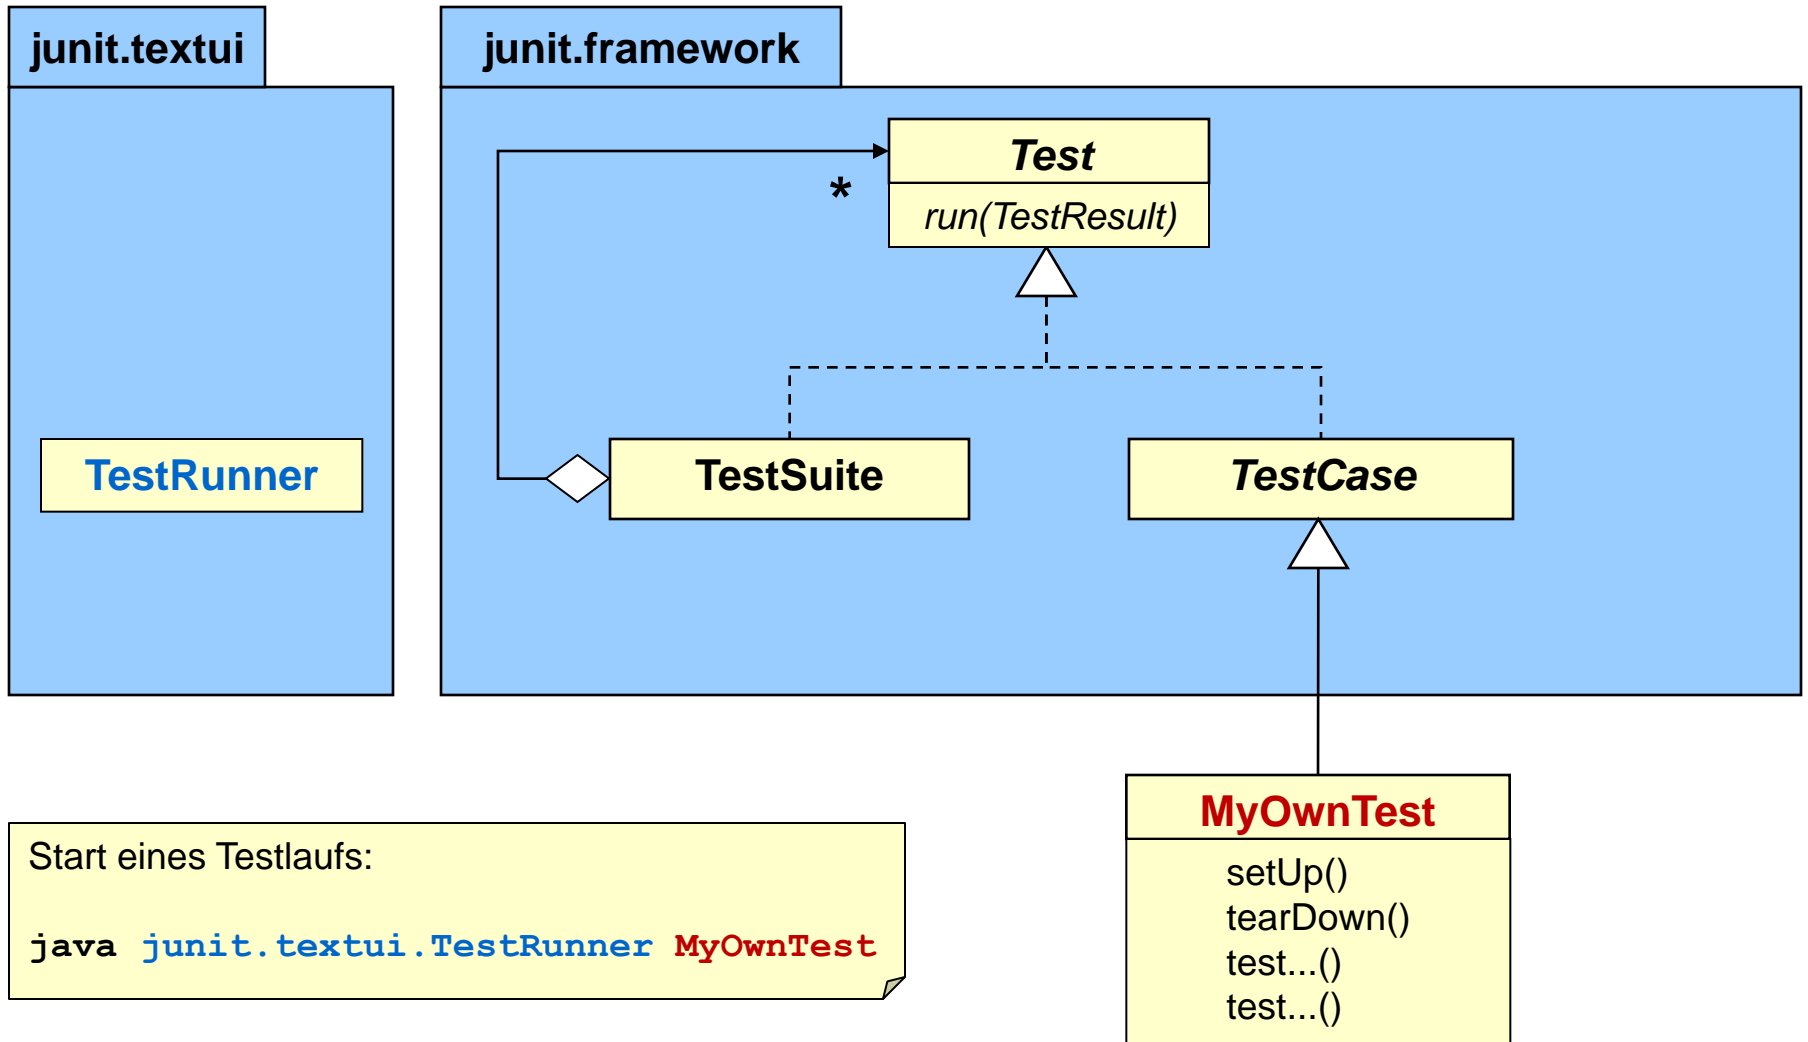 junit.textui
junit.framework
Test
*
run(TestResult)
TestRunner
TestSuite
TestCase
MyOwnTest
setUp()
tearDown()
test...()
test...()
Start eines Testlaufs:
java junit.textui.TestRunner MyOwnTest